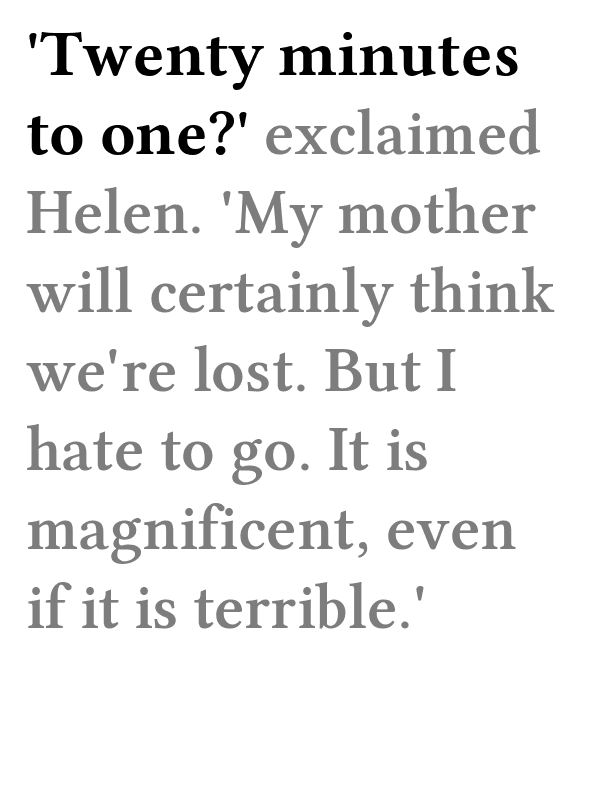 'Twenty minutes
to one?' exclaimed
Helen. 'My mother
will certainly think
we're lost. But I
hate to go. It is
magnificent, even
if it is terrible.'